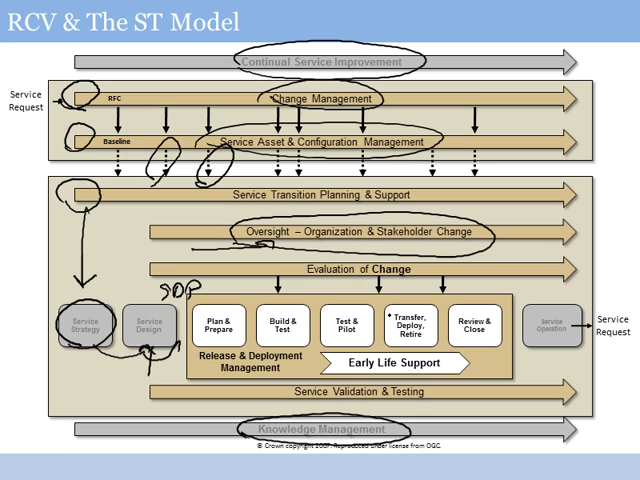 RCV & The ST Model
Continual Service Improvement
Service
Request
RFC
Change Management
Baseline
Service Asset & Configuration Management
Service Transition Planning & Support
Oversight – Organization & Stakeholder Change
Evaluation of Change
SDP
Service
Strategy
Service
Design
Plan &
Prepare
Build &
Test
Test &
Pilot
Transfer,
Deploy,
Retire
Review &
Close
Service
Operation
Service
Request
Release & Deployment
Management
Early Life Support
Service Validation & Testing
Knowledge Management
© Crown copyright 2007. Reproduced under license from OGC.